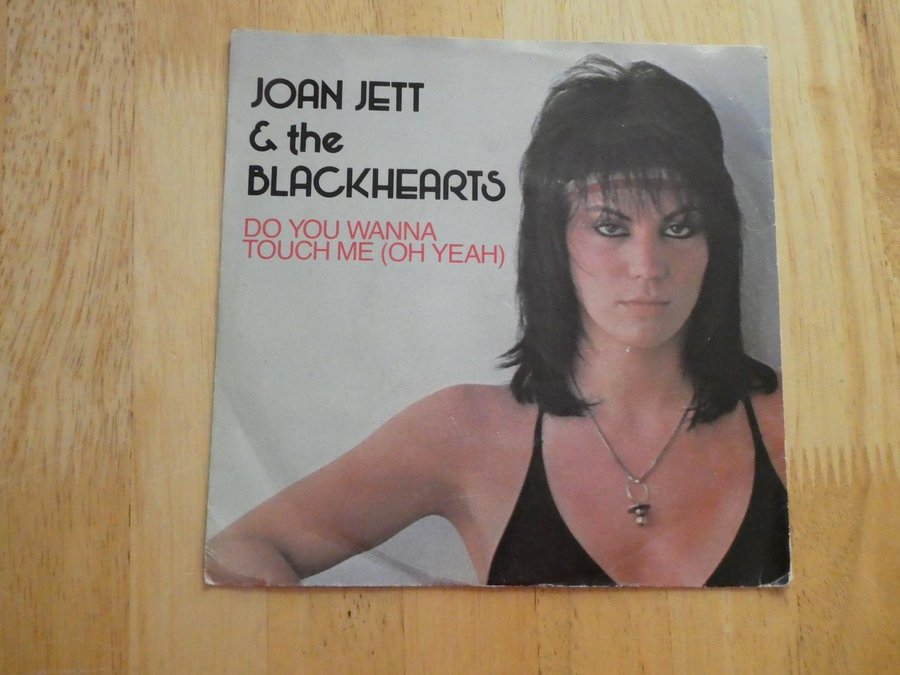 JOAN JETT
& the
BLACKHEARTS
DO YOU WANNA
TOUCH ME (OH YEAH)